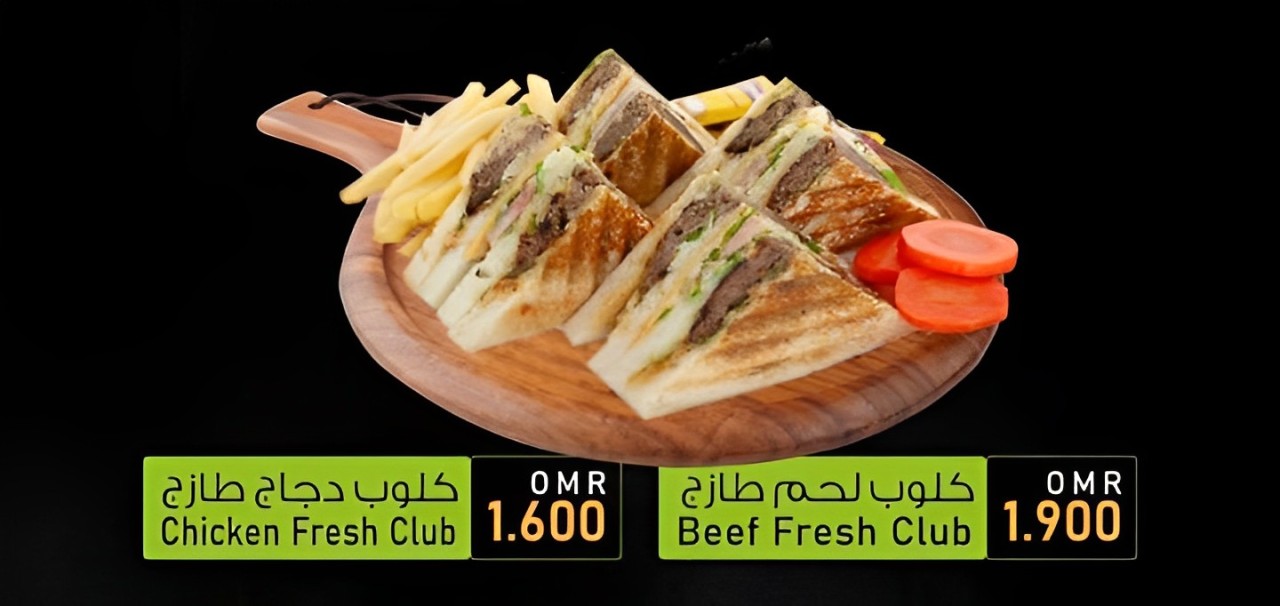 كلوب دجاج طازج
Chicken Fresh Club
OMR
1.600
كلوب لحم طازج
Beef Fresh Club
OMR
1.900